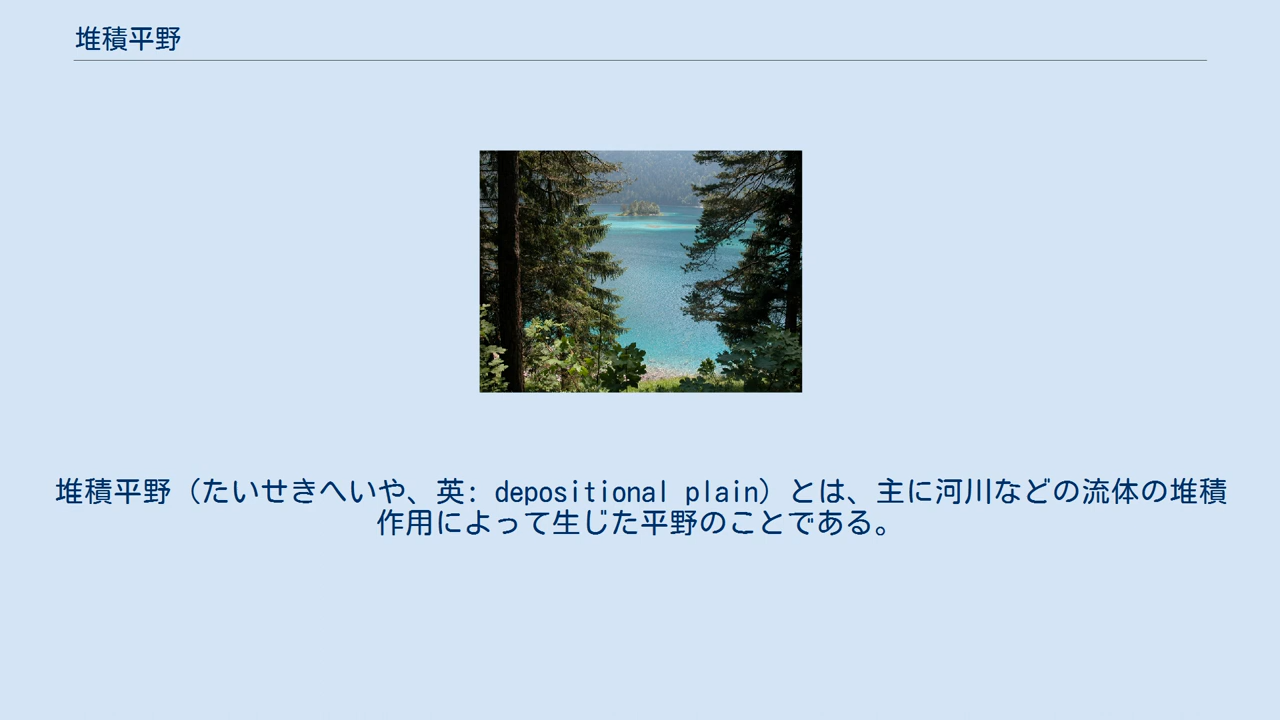 堆積平野
堆積平野（たいせきへいや、英: depositional plain）とは、主に河川などの流体の堆積
作用によって生じた平野のことである。